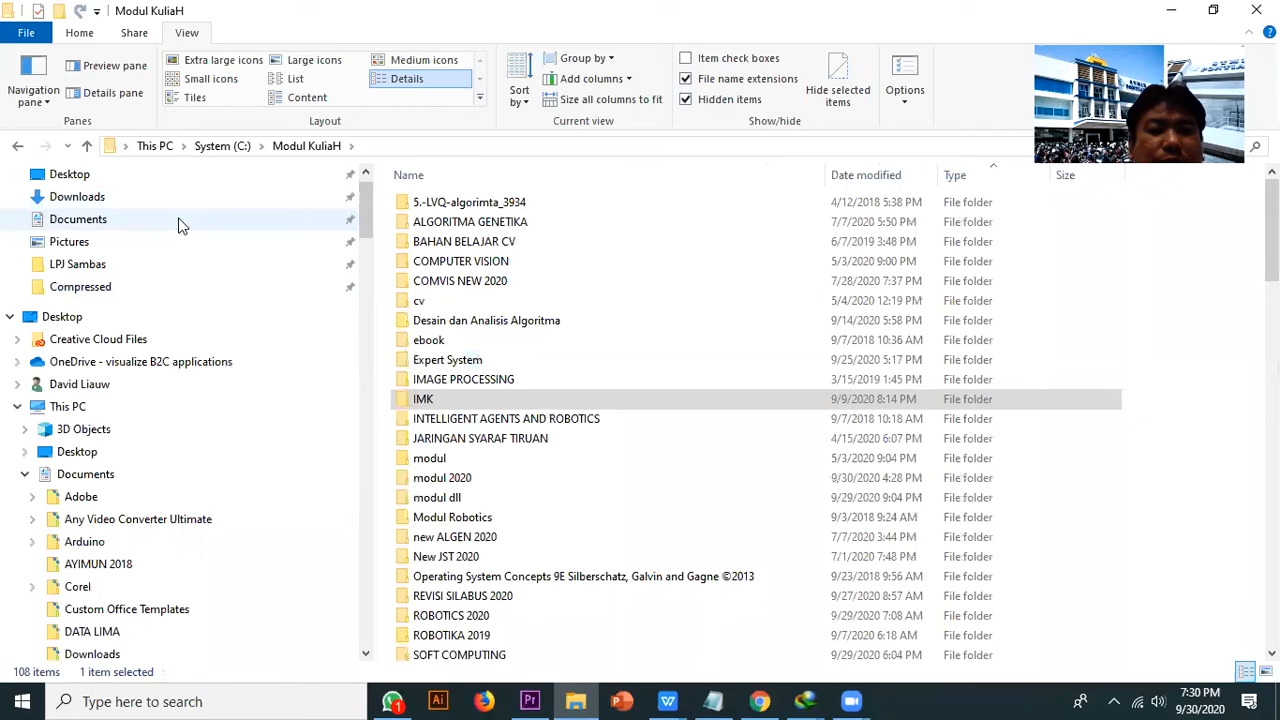 Modul KuliaH
File Home Share View
Navigation pane
Preview pane
Details pane
Panes
Extra large icons Large icons Medium icons
Small icons List Details
Tiles Content
Layout
Sort by
Group by
Add columns
Size all columns to fit
Current view
Item check boxes
File name extensions
Hidden items
Hide selected items
Show/hide
Options
This PC > System (C:) > Modul KuliaH >
Desktop
Downloads
Documents
Pictures
LPJ Sambas
Compressed
Desktop
Creative Cloud Files
OneDrive - visualize B2C applications
David Liauw
This PC
3D Objects
Desktop
Documents
Adobe
Any Video Converter Ultimate
Arduino
AYIMUN 2018
Corel
Custom Office Templates
DATA LIMA
Downloads
Name Date modified Type Size
5.-LVQ-algorimta_3934 4/12/2018 5:38 PM File folder
ALGORITMA GENETIKA 7/7/2020 5:50 PM File folder
BAHAN BELAJAR CV 6/7/2019 3:48 PM File folder
COMPUTER VISION 5/3/2020 9:00 PM File folder
COMVIS NEW 2020 7/28/2020 7:37 PM File folder
cv 5/4/2020 12:19 PM File folder
Desain dan Analisis Algoritma 9/14/2020 5:58 PM File folder
ebook 9/7/2018 10:36 AM File folder
Expert System 9/25/2020 5:17 PM File folder
IMAGE PROCESSING 3/15/2019 1:45 PM File folder
IMK 9/9/2020 8:14 PM File folder
INTELLIGENT AGENTS AND ROBOTICS 9/7/2018 10:18 AM File folder
JARINGAN SYARAF TIRUAN 4/15/2020 6:07 PM File folder
modul 5/3/2020 9:04 PM File folder
modul 2020 9/30/2020 4:28 PM File folder
modul dll 9/29/2020 9:04 PM File folder
Modul Robotics 9/3/2018 9:24 AM File folder
new ALGEN 2020 7/7/2020 3:44 PM File folder
New JST 2020 7/1/2020 7:48 PM File folder
Operating System Concepts 9E Silberschatz, Galvin and Gagne ©2013 9/23/2018 9:56 AM File folder
REVISI SILABUS 2020 9/27/2020 8:57 AM File folder
ROBOTICS 2020 9/29/2020 7:08 AM File folder
ROBOTIKA 2019 9/7/2020 6:18 AM File folder
SOFT COMPUTING 9/29/2020 6:04 PM File folder
108 items 1 item selected
Type here to search
1
Ai
Pr
7:30 PM
9/30/2020